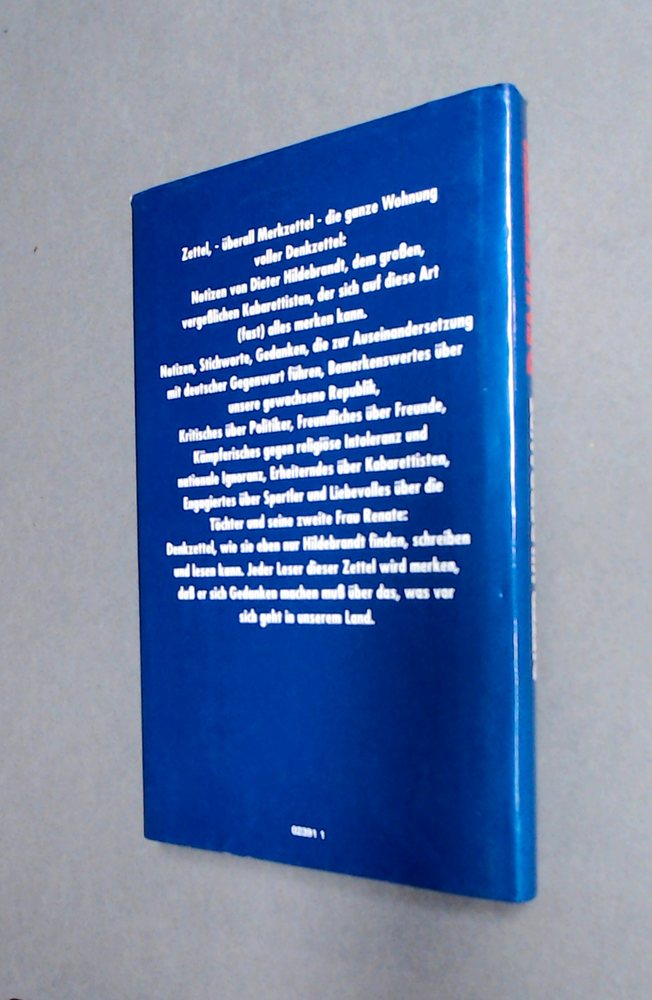 Zettel, - überall Merkzettel - die ganze Wohnung
voller Denkzettel:
Notizen von Dieter Hildebrandt, dem großen,
vergeßlichen Kabarettisten, der sich auf diese Art
(fast) alles merken kann.
Notizen, Stichworte, Gedanken, die zur Auseinandersetzung
mit deutscher Gegenwart führen, Bemerkenswertes über
unsere gewachsene Republik,
Kritisches über Politiker, Freundliches über Freunde,
Kämpferisches gegen religiöse Intoleranz und
nationale Ignoranz, Erheiterndes über Kabarettisten,
Engagiertes über Sportler und Liebevolles über die
Töchter und seine zweite Frau Renate:
Denkzettel, wie sie eben nur Hildebrandt finden, schreiben
und lesen kann. Jeder Leser dieser Zettel wird merken,
daß er sich Gedanken machen muß über das, was vor
sich geht in unserem Land.
02391 1